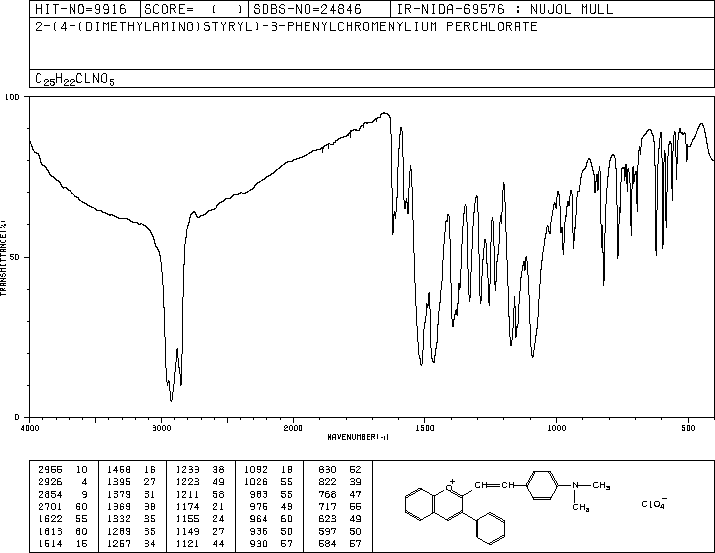 HIT-NO=9916 SCORE= ( ) SDBS-NO=24846 IR-NIDA-69576 : NUJOL MULL
2-(4-(DIMETHYLAMINO)STYRYL)-3-PHENYLCHROMENYLIUM PERCHLORATE
C25H22CLNO5
100
50
0
TRANSMITTANCE(%)
4000 3000 2000 1500 1000 500
WAVENUMBER(-1)
2955 10 1468 16 1233 38 1092 18 830 52
2926 4 1395 27 1223 49 1026 55 822 39
2854 9 1379 31 1211 58 983 55 768 47
2701 60 1369 38 1174 21 976 49 717 55
1622 55 1332 35 1155 24 964 60 623 49
1613 60 1289 35 1149 27 936 50 597 50
1514 15 1257 34 1121 44 930 57 584 57
O+ CH=CH N CH3
CH3
ClO4−